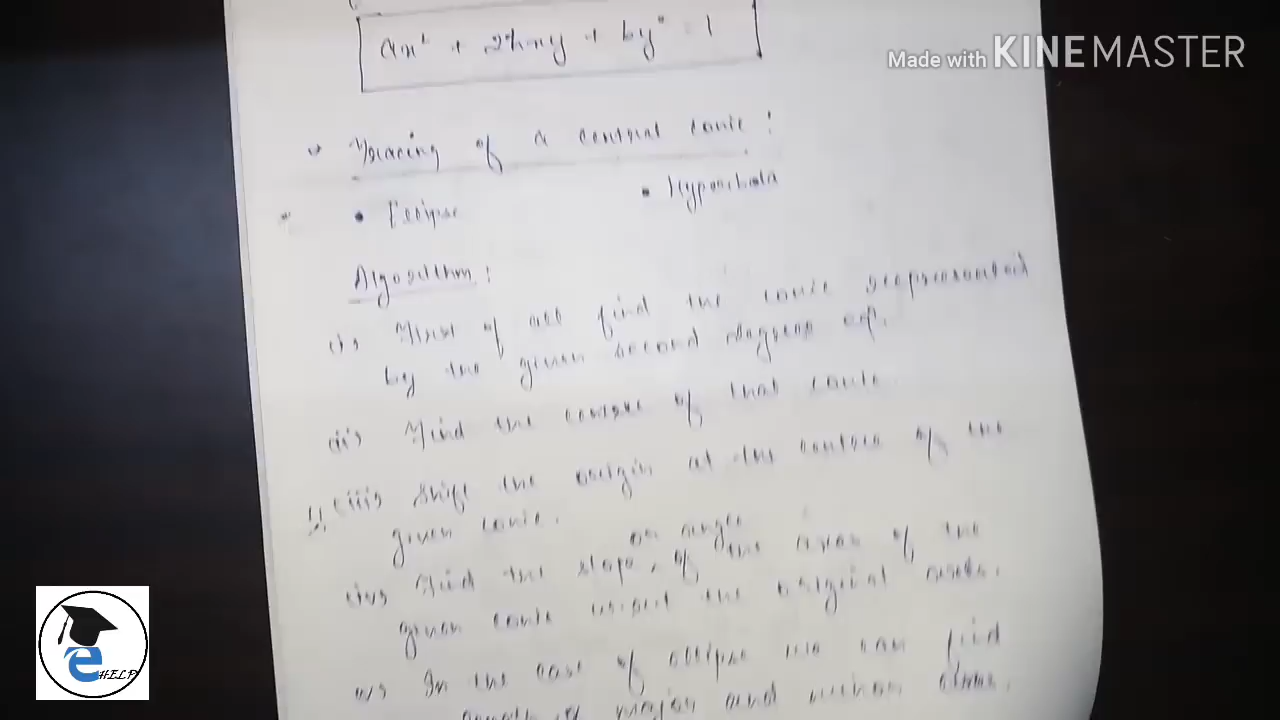 ax² + 2hxy + by² = 1
Made with KINEMASTER
Tracing of a central conic :
• Ellipse • Hyperbola
Algorithm :
(i) First of all find the conic represented
by the given second degree eqⁿ.
(ii) Find the centre of that conic.
(iii) Shift the origin at the centre of the
given conic.
or angle
(iv) Find the slope, of the axes of the
given conic w.r.t the original axes.
(v) In the case of ellipse we can find
length of major and minor axes.
e HELP